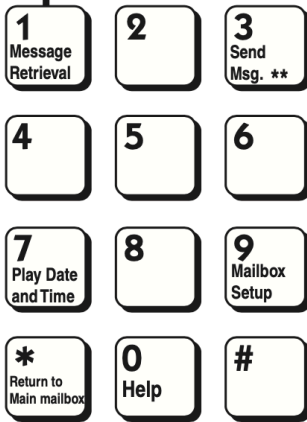 1 2 3
Message Retrieval
Send Msg. **
4 5 6
7 8 9
Play Date and Time
Mailbox Setup
* 0 #
Return to Main mailbox
Help